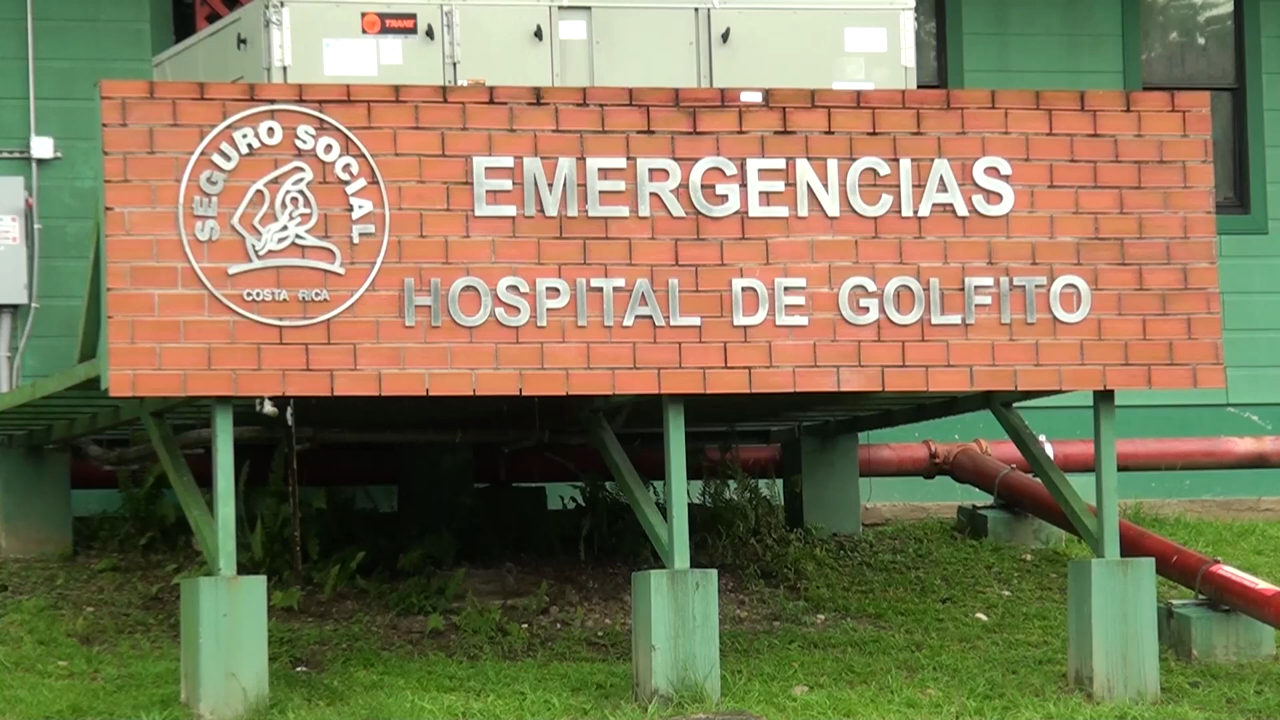 TRANE
SEGURO SOCIAL
COSTA RICA
EMERGENCIAS
HOSPITAL DE GOLFITO